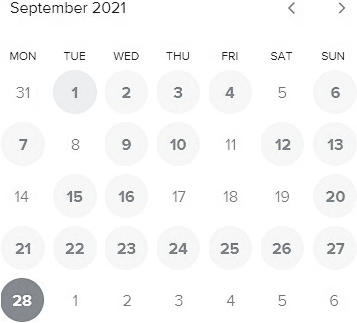 September 2021
MON TUE WED THU FRI SAT SUN
31 1 2 3 4 5 6
7 8 9 10 11 12 13
14 15 16 17 18 19 20
21 22 23 24 25 26 27
28 1 2 3 4 5 6